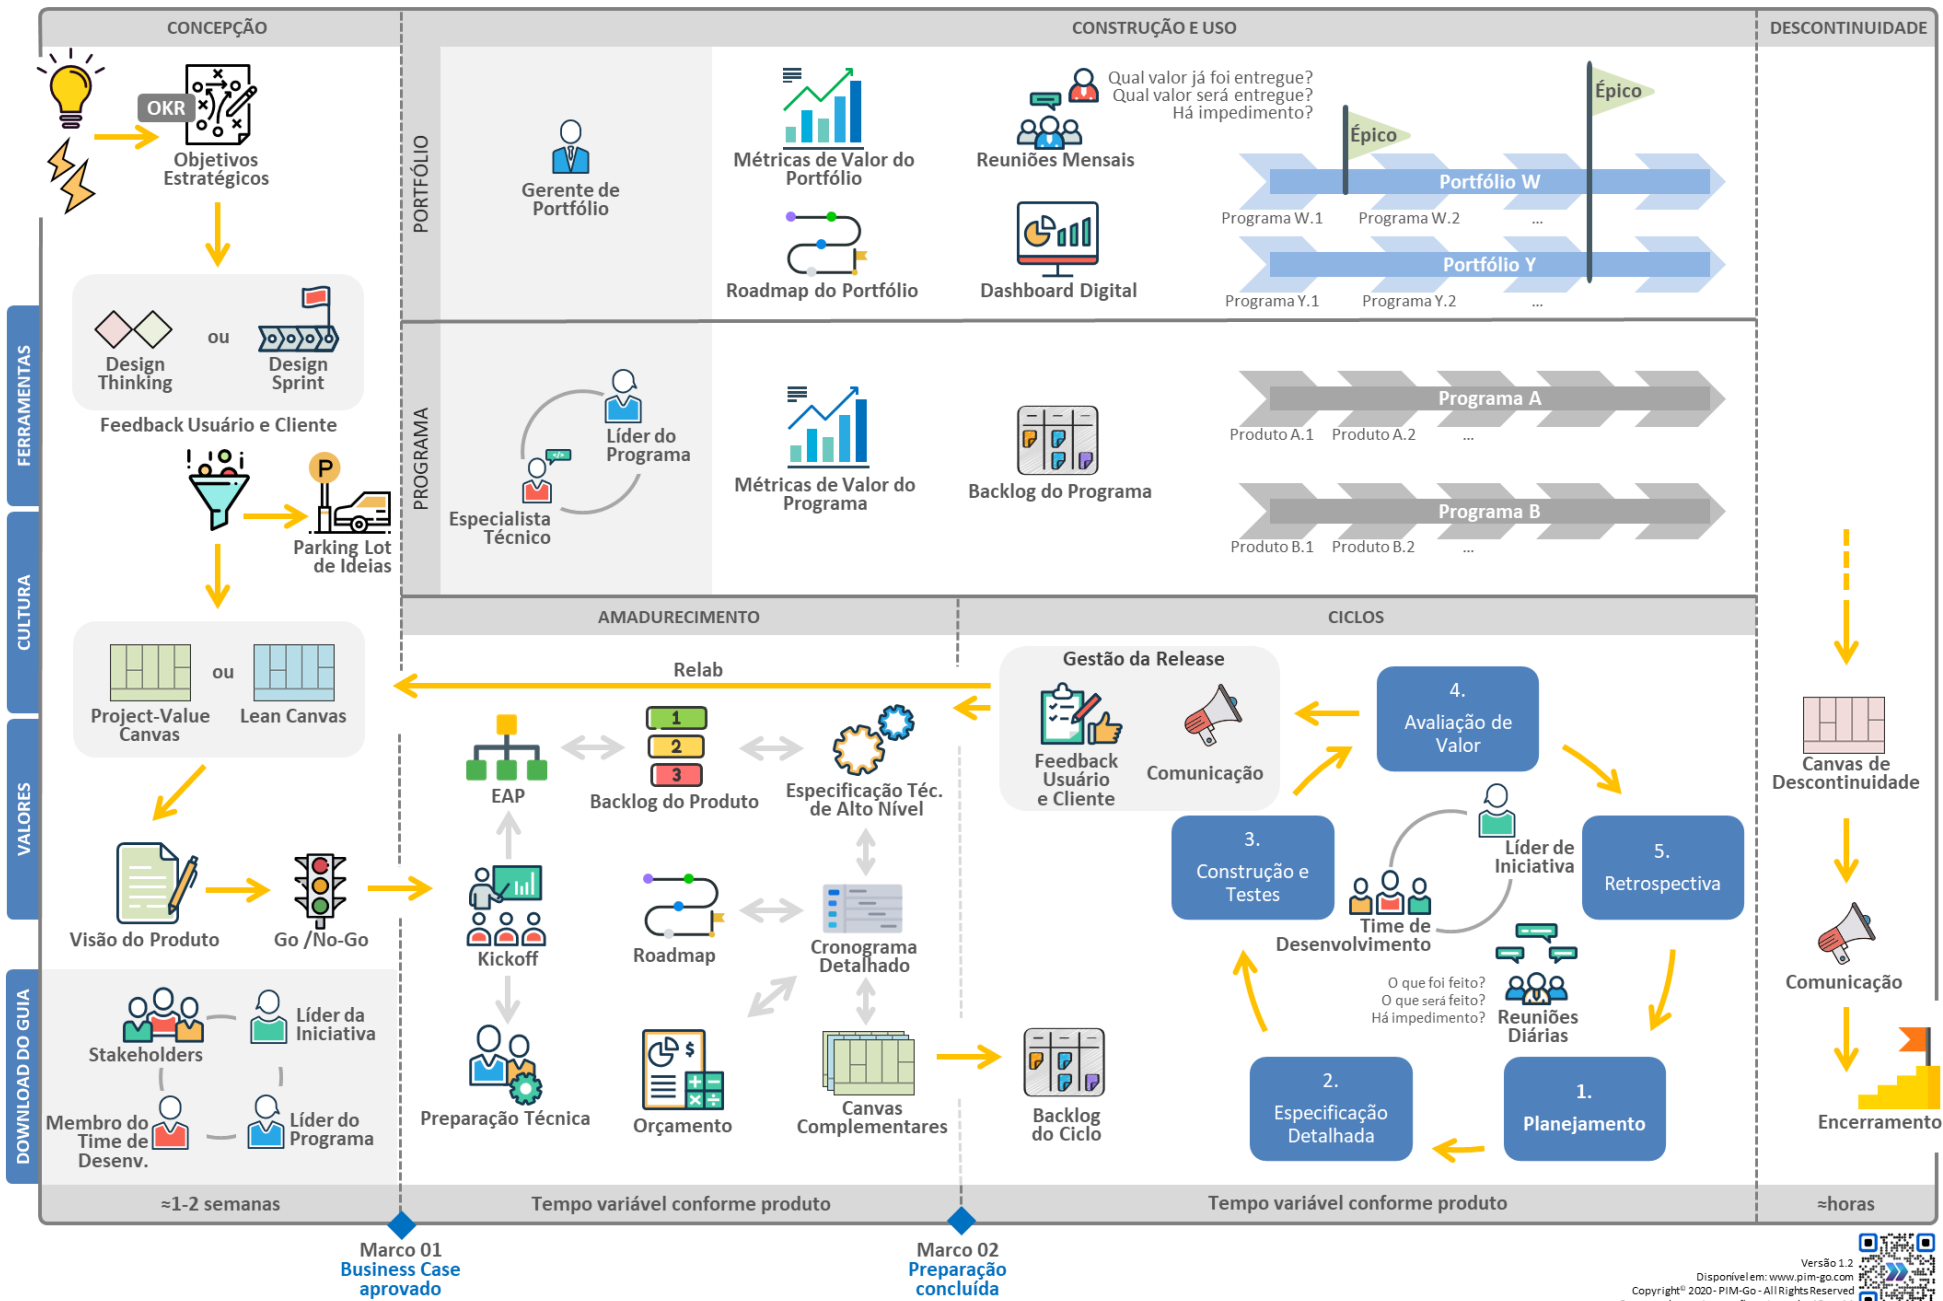 CONCEPÇÃO
CONSTRUÇÃO E USO
DESCONTINUIDADE
FERRAMENTAS
CULTURA
VALORES
DOWNLOAD DO GUIA
OKR
Objetivos
Estratégicos
Design
Thinking
ou
Design
Sprint
Feedback Usuário e Cliente
P
Parking Lot
de Ideias
Project-Value
Canvas
ou
Lean Canvas
Visão do Produto
Go /No-Go
Stakeholders
Líder da
Iniciativa
Membro do
Time de
Desenv.
Líder do
Programa
≈1-2 semanas
PORTFÓLIO
Gerente de
Portfólio
Métricas de Valor do
Portfólio
Reuniões Mensais
Qual valor já foi entregue?
Qual valor será entregue?
Há impedimento?
Roadmap do Portfólio
Dashboard Digital
Épico
Épico
Portfólio W
Programa W.1
Programa W.2
...
Portfólio Y
Programa Y.1
Programa Y.2
...
PROGRAMA
Líder do
Programa
</>
Especialista
Técnico
Métricas de Valor do
Programa
Backlog do Programa
Programa A
Produto A.1
Produto A.2
...
Programa B
Produto B.1
Produto B.2
...
AMADURECIMENTO
CICLOS
Relab
EAP
1
2
3
Backlog do Produto
Especificação Téc.
de Alto Nível
Kickoff
Roadmap
Cronograma
Detalhado
Preparação Técnica
$
Orçamento
Canvas
Complementares
Tempo variável conforme produto
Gestão da Release
Feedback
Usuário
e Cliente
Comunicação
4.
Avaliação de
Valor
3.
Construção e
Testes
5.
Retrospectiva
Líder de
Iniciativa
Time de
Desenvolvimento
O que foi feito?
O que será feito?
Há impedimento?
Reuniões
Diárias
2.
Especificação
Detalhada
1.
Planejamento
Backlog
do Ciclo
Tempo variável conforme produto
Canvas de
Descontinuidade
Comunicação
Encerramento
≈horas
Marco 01
Business Case
aprovado
Marco 02
Preparação
concluída
Versão 1.2
Disponível em: www.pim-go.com
Copyright© 2020 - PIM-Go - All Rights Reserved